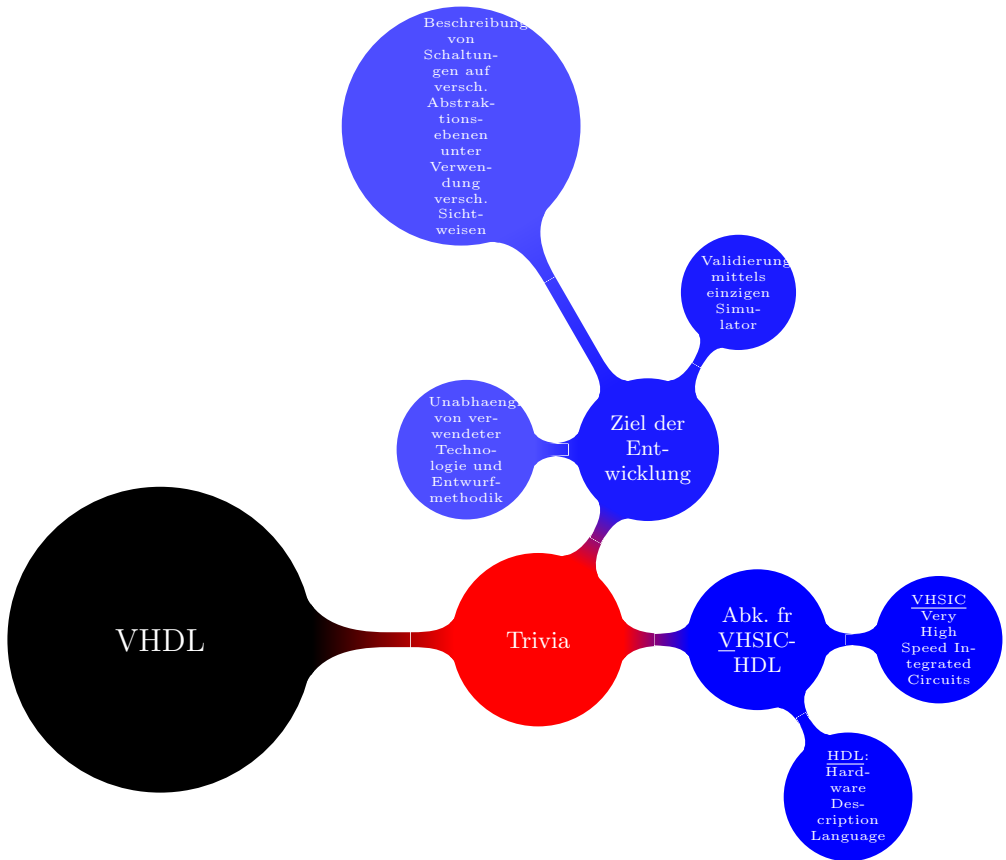 Beschreibung
von
Schaltun-
gen auf
versch.
Abstrak-
tions-
ebenen
unter
Verwen-
dung
versch.
Sicht-
weisen
Validierung
mittels
einzigen
Simu-
lator
Unabhaeng
von ver-
wendeter
Techno-
logie und
Entwurf-
methodik
Ziel der
Ent-
wicklung
VHDL
Trivia
Abk. fr
VHSIC-
HDL
VHSIC
Very
High
Speed In-
tegrated
Circuits
HDL:
Hard-
ware
Des-
cription
Language